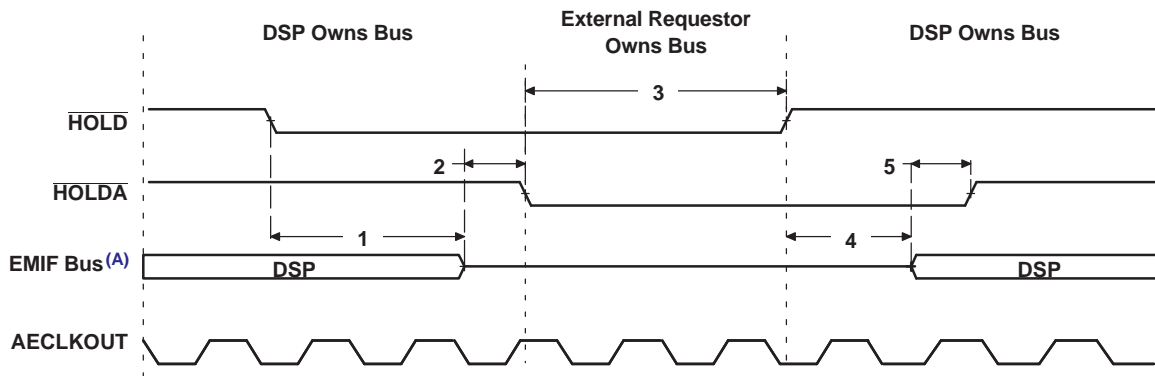 DSP Owns Bus
External Requestor
Owns Bus
DSP Owns Bus
3
HOLD
2
5
HOLDA
1
4
EMIF Bus(A)
DSP
DSP
AECLKOUT